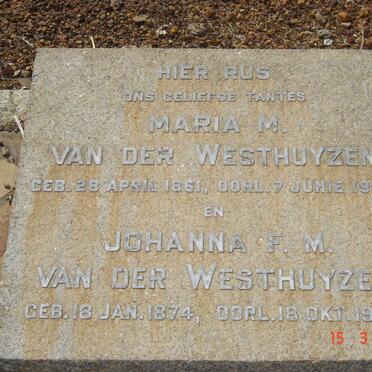 HIER RUS
ONS GELIEFDE TANTES
MARIA M.
VAN DER WESTHUYZEN
GEB. 28 APRIL 1861, OORL. 7 JUNIE 19
EN
JOHANNA F. M.
VAN DER WESTHUYZE
GEB. 18 JAN. 1874, OORL. 18 OKT. 19
15 3